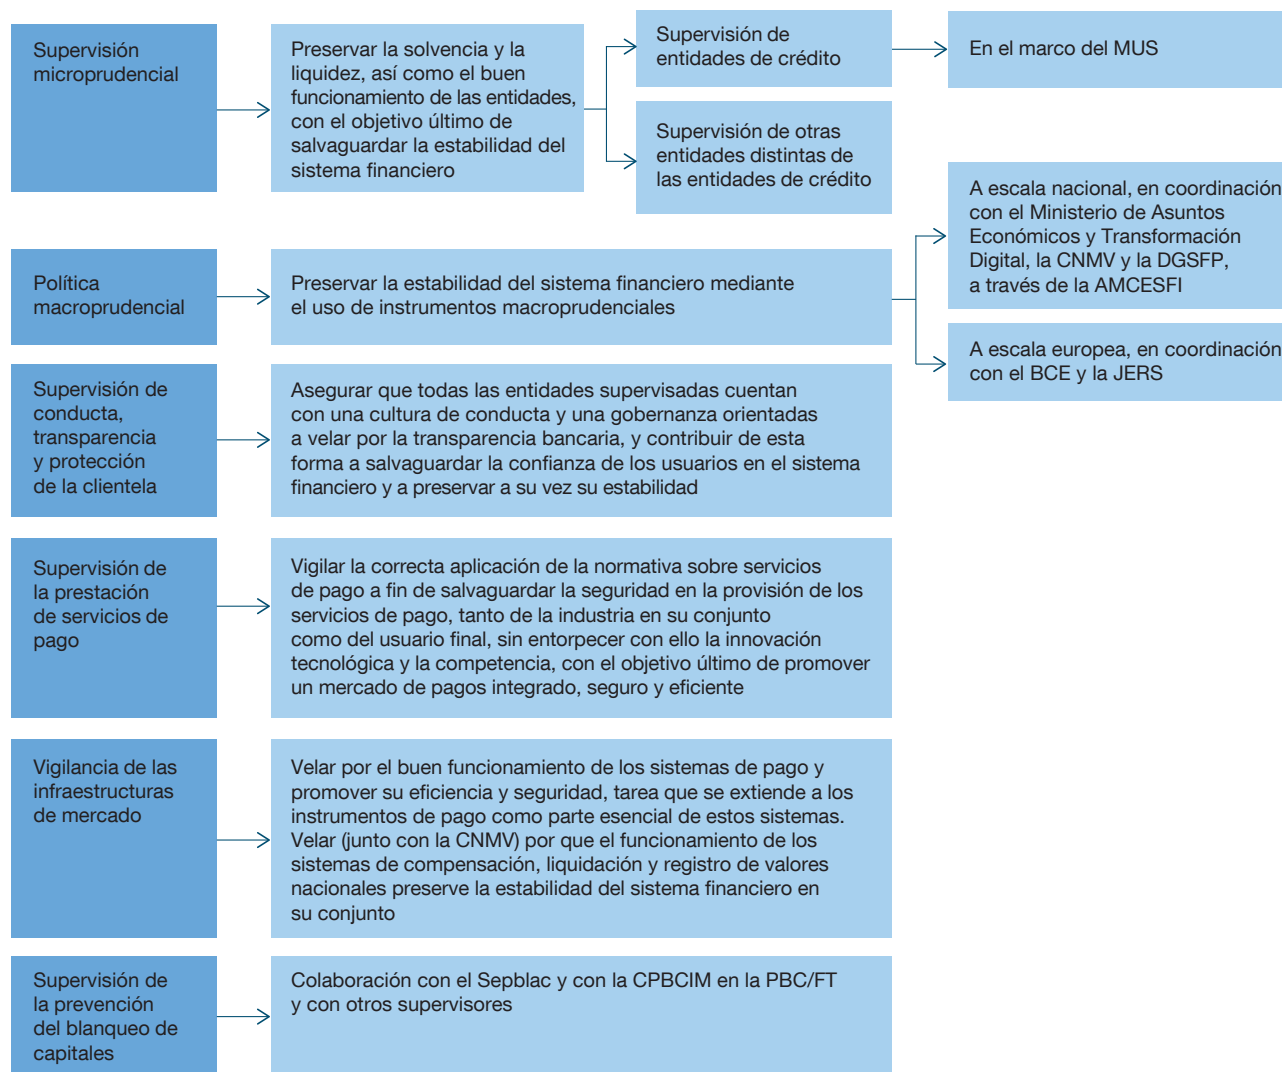 Supervisión
microprudencial
Preservar la solvencia y la
liquidez, así como el buen
funcionamiento de las entidades,
con el objetivo último de
salvaguardar la estabilidad del
sistema financiero
Supervisión de
entidades de crédito
En el marco del MUS
Supervisión de otras
entidades distintas de
las entidades de crédito
Política
macroprudencial
Preservar la estabilidad del sistema financiero mediante
el uso de instrumentos macroprudenciales
A escala nacional, en coordinación
con el Ministerio de Asuntos
Económicos y Transformación
Digital, la CNMV y la DGSFP,
a través de la AMCESFI
A escala europea, en coordinación
con el BCE y la JERS
Supervisión de
conducta,
transparencia
y protección
de la clientela
Asegurar que todas las entidades supervisadas cuentan
con una cultura de conducta y una gobernanza orientadas
a velar por la transparencia bancaria, y contribuir de esta
forma a salvaguardar la confianza de los usuarios en el sistema
financiero y a preservar a su vez su estabilidad
Supervisión de
la prestación
de servicios de
pago
Vigilar la correcta aplicación de la normativa sobre servicios
de pago a fin de salvaguardar la seguridad en la provisión de los
servicios de pago, tanto de la industria en su conjunto
como del usuario final, sin entorpecer con ello la innovación
tecnológica y la competencia, con el objetivo último de promover
un mercado de pagos integrado, seguro y eficiente
Vigilancia de las
infraestructuras
de mercado
Velar por el buen funcionamiento de los sistemas de pago y
promover su eficiencia y seguridad, tarea que se extiende a los
instrumentos de pago como parte esencial de estos sistemas.
Velar (junto con la CNMV) por que el funcionamiento de los
sistemas de compensación, liquidación y registro de valores
nacionales preserve la estabilidad del sistema financiero en
su conjunto
Supervisión de
la prevención
del blanqueo de
capitales
Colaboración con el Sepblac y con la CPBCIM en la PBC/FT
y con otros supervisores